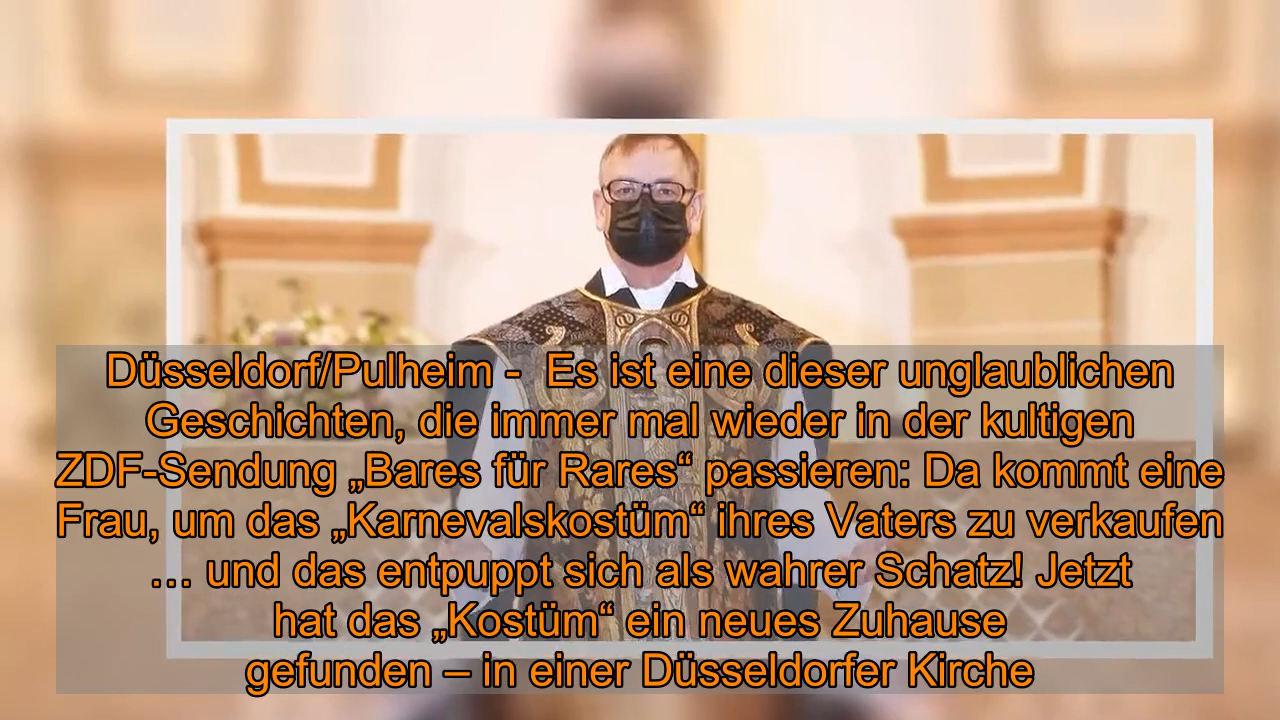 Düsseldorf/Pulheim -  Es ist eine dieser unglaublichen
Geschichten, die immer mal wieder in der kultigen
ZDF-Sendung „Bares für Rares“ passieren: Da kommt eine
Frau, um das „Karnevalskostüm“ ihres Vaters zu verkaufen
… und das entpuppt sich als wahrer Schatz! Jetzt
hat das „Kostüm“ ein neues Zuhause
gefunden – in einer Düsseldorfer Kirche